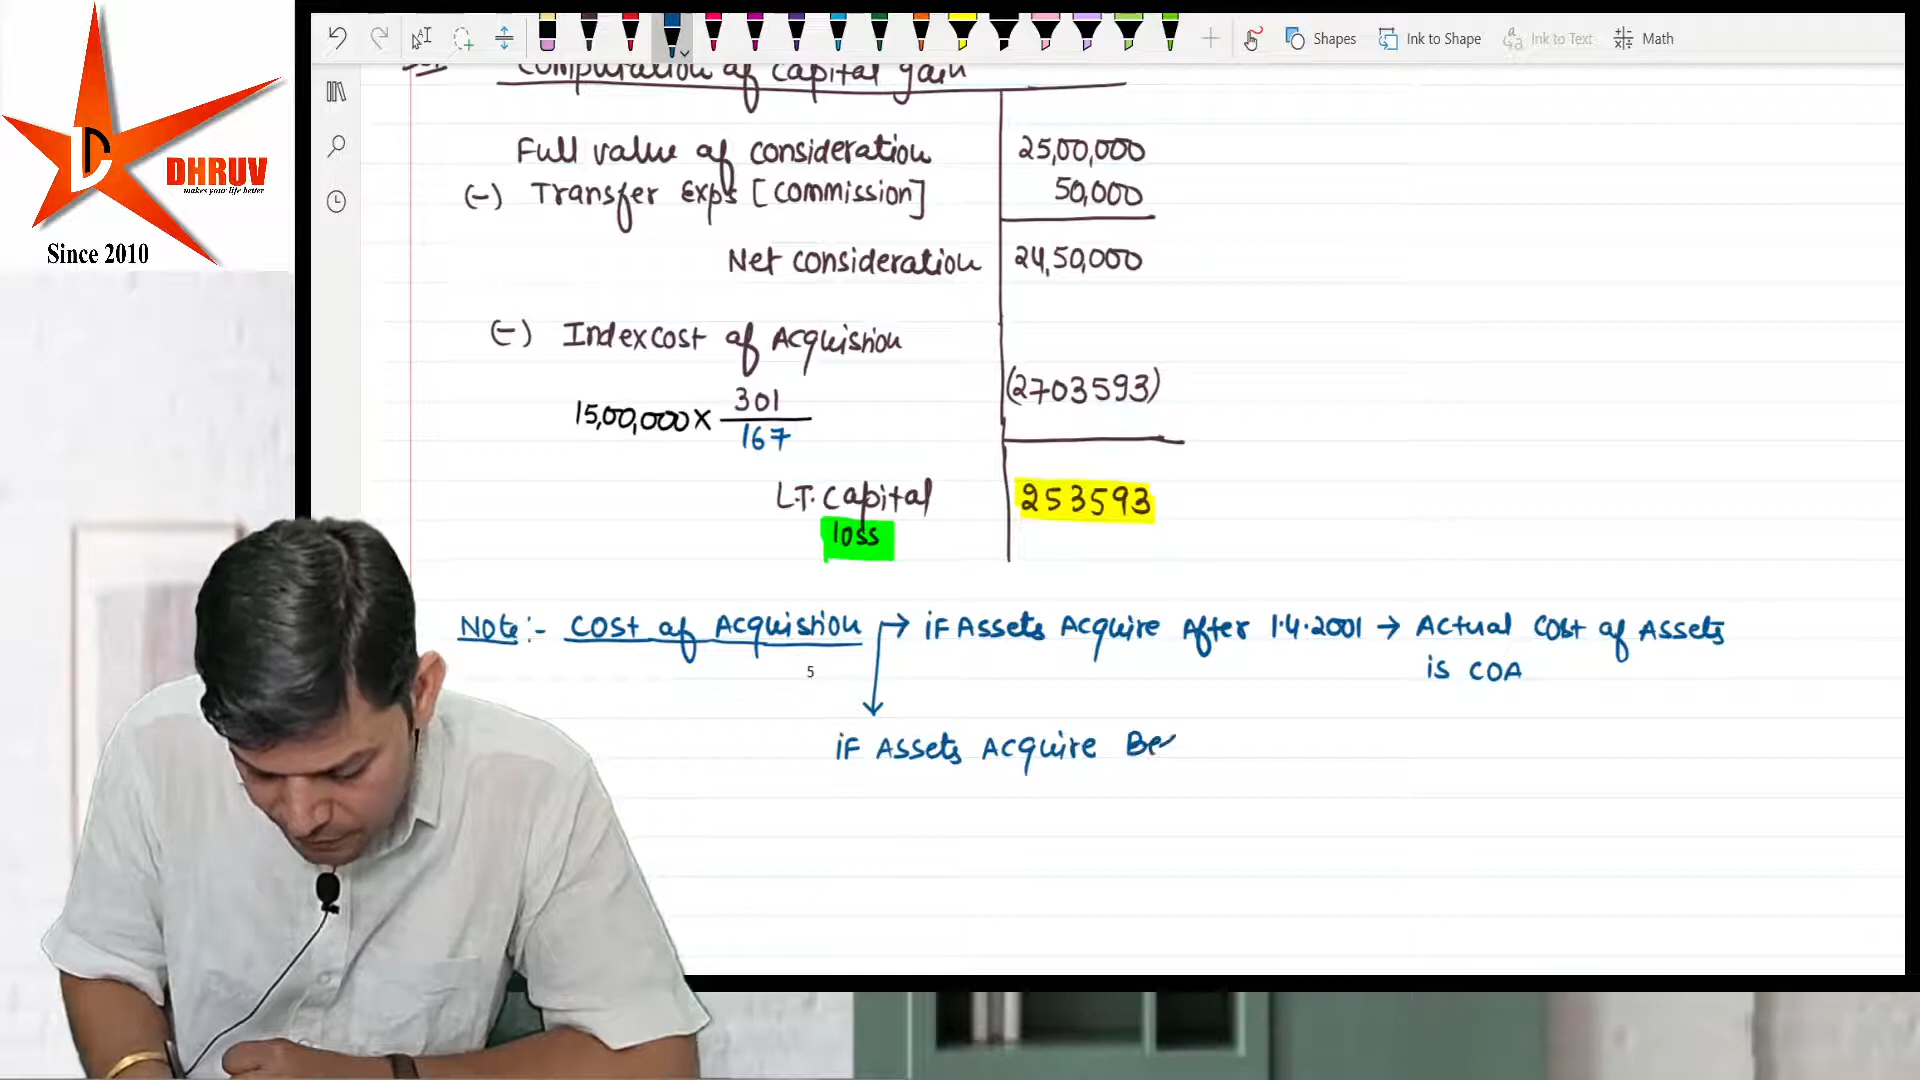 Shapes
Ink to Shape
Ink to Text
Math
DC
DHRUV
makes your life better
Since 2010
Computation of capital gain
Full value of consideration 25,00,000
(-) Transfer Exps [commission] 50,000
Net consideration 24,50,000
(-) Index cost of Acquistion
15,00,000 × 301/167 (2703593)
L.T. capital 253593
loss
Note:- Cost of Acquistion → iF Assets Acquire After 1.4.2001 → Actual Cost of Assets
is COA
5
iF Assets Acquire Be